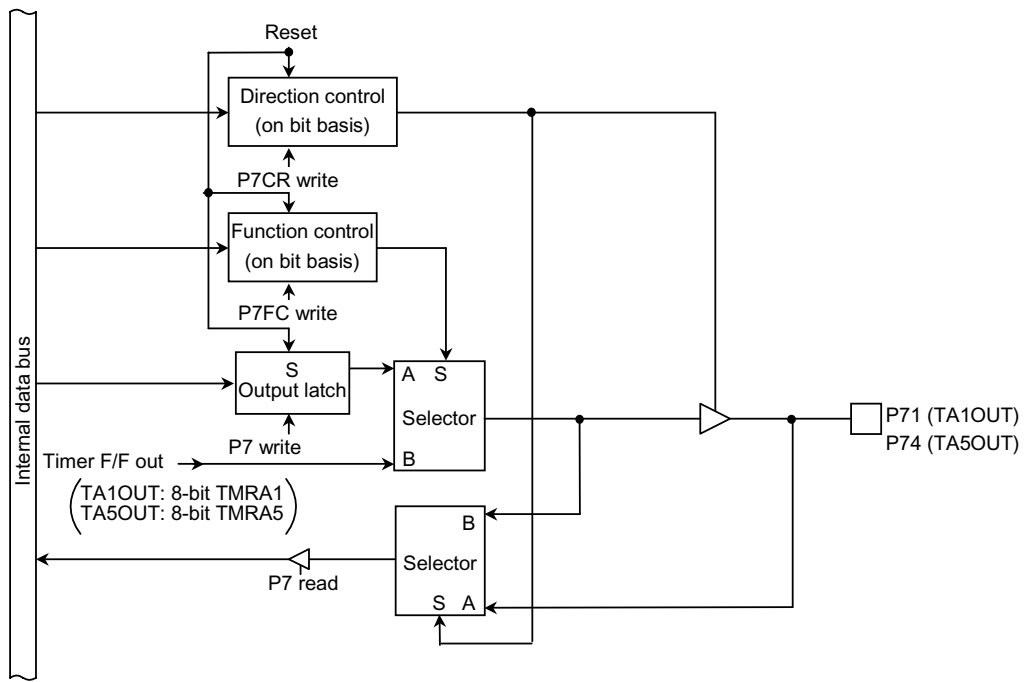 Reset
Direction control
(on bit basis)
P7CR write
Function control
(on bit basis)
P7FC write
S
Output latch
P7 write
A S
Selector
B
Internal data bus
Timer F/F out
(TA1OUT: 8-bit TMRA1
TA5OUT: 8-bit TMRA5)
P71 (TA1OUT)
P74 (TA5OUT)
B
Selector
S A
P7 read